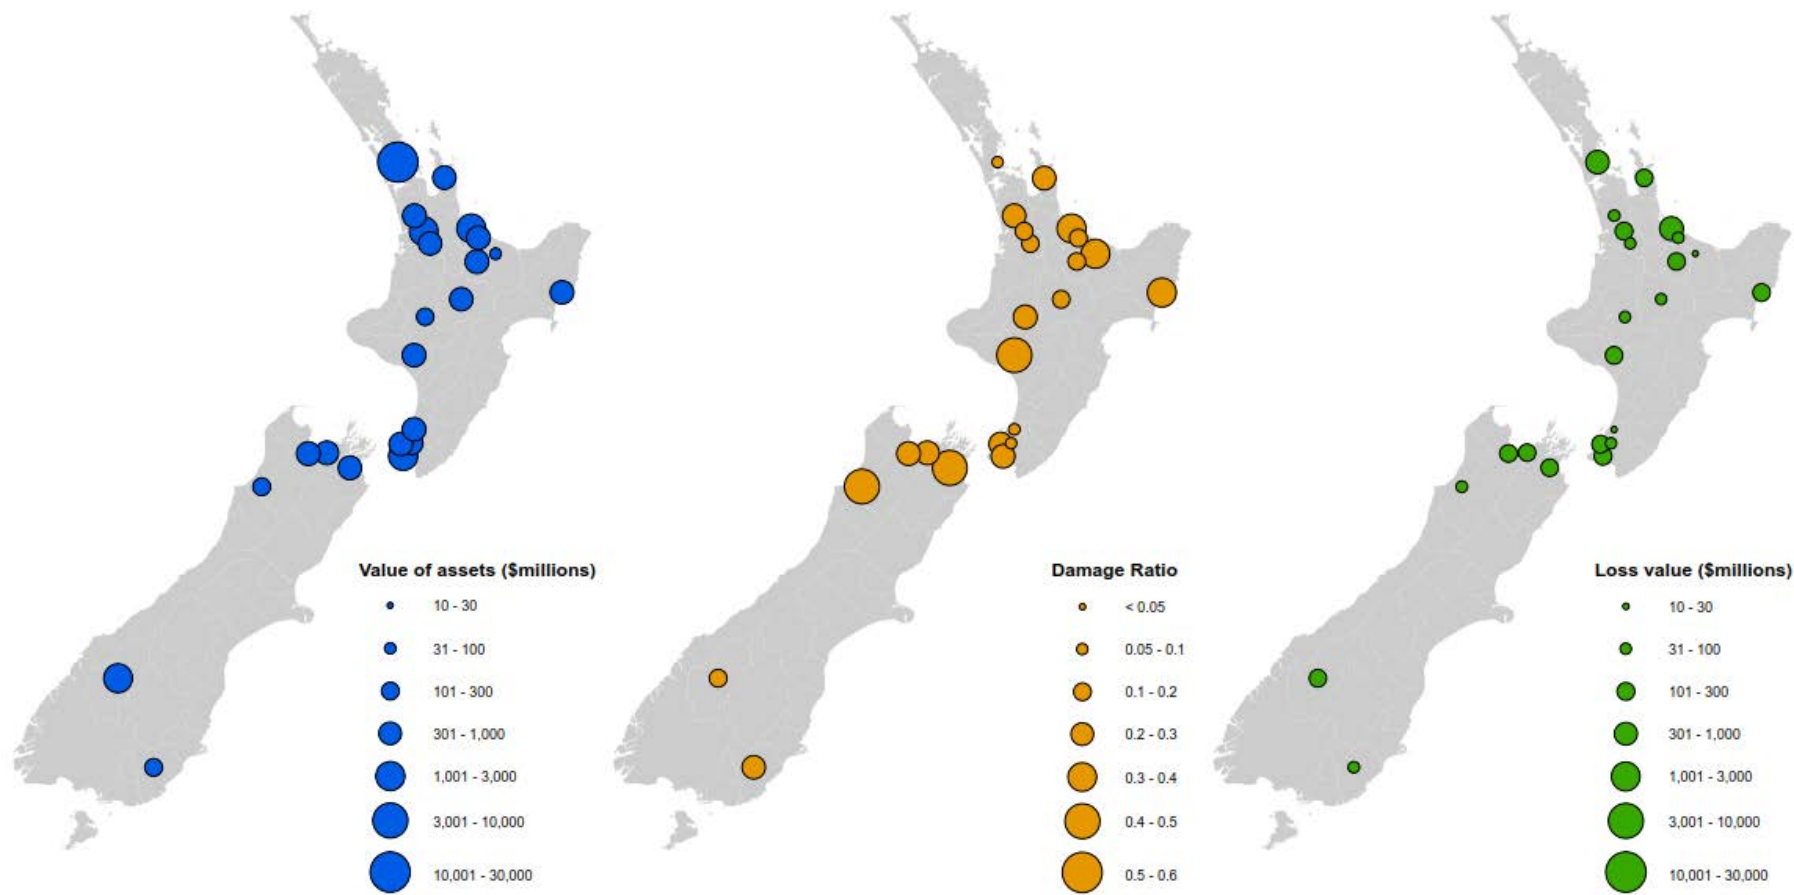 Value of assets ($millions)
10 - 30
31 - 100
101 - 300
301 - 1,000
1,001 - 3,000
3,001 - 10,000
10,001 - 30,000
Damage Ratio
< 0.05
0.05 - 0.1
0.1 - 0.2
0.2 - 0.3
0.3 - 0.4
0.4 - 0.5
0.5 - 0.6
Loss value ($millions)
10 - 30
31 - 100
101 - 300
301 - 1,000
1,001 - 3,000
3,001 - 10,000
10,001 - 30,000